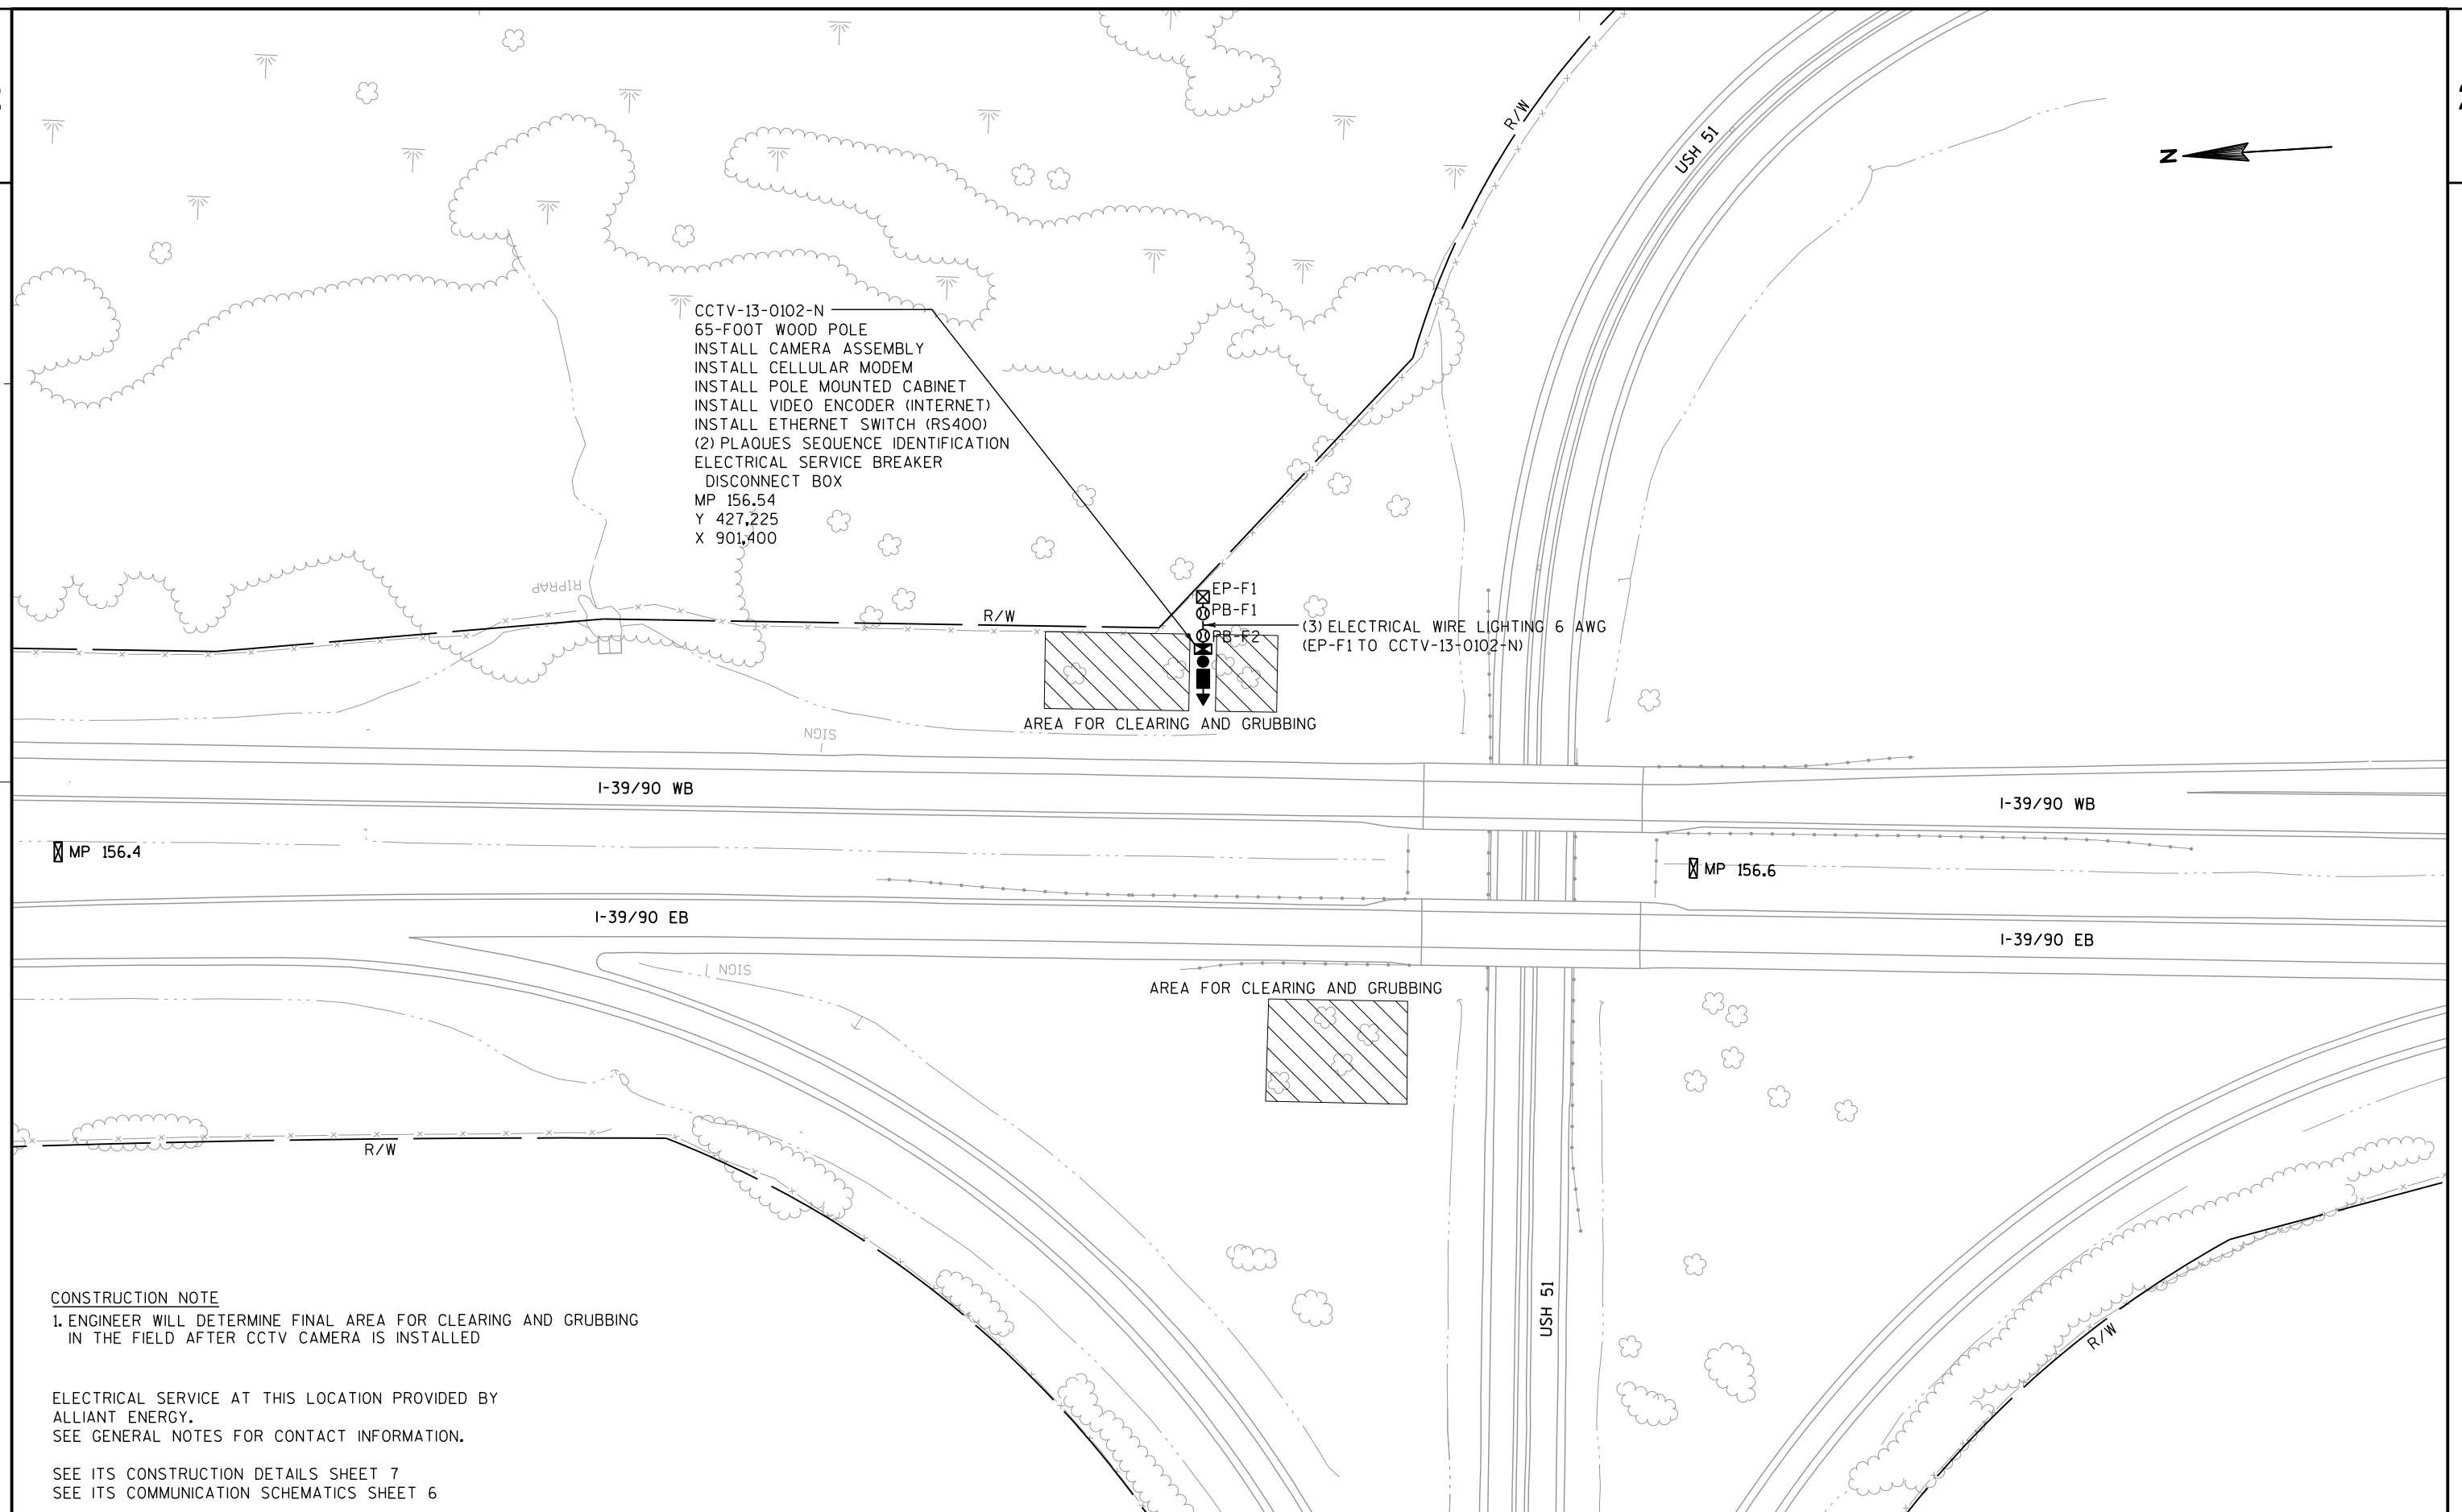 R/W
USH 51
N
CCTV-13-0102-N
65-FOOT WOOD POLE
INSTALL CAMERA ASSEMBLY
INSTALL CELLULAR MODEM
INSTALL POLE MOUNTED CABINET
INSTALL VIDEO ENCODER (INTERNET)
INSTALL ETHERNET SWITCH (RS400)
(2) PLAQUES SEQUENCE IDENTIFICATION
ELECTRICAL SERVICE BREAKER
DISCONNECT BOX
MP 156.54
Y 427,225
X 901,400
RIPRAP
R/W
EP-F1
PB-F1
PB-F2
(3) ELECTRICAL WIRE LIGHTING 6 AWG
(EP-F1 TO CCTV-13-0102-N)
AREA FOR CLEARING AND GRUBBING
SIGN
I-39/90 WB
I-39/90 WB
MP 156.4
MP 156.6
I-39/90 EB
I-39/90 EB
SIGN
AREA FOR CLEARING AND GRUBBING
R/W
USH 51
R/W
CONSTRUCTION NOTE
1. ENGINEER WILL DETERMINE FINAL AREA FOR CLEARING AND GRUBBING
IN THE FIELD AFTER CCTV CAMERA IS INSTALLED
ELECTRICAL SERVICE AT THIS LOCATION PROVIDED BY
ALLIANT ENERGY.
SEE GENERAL NOTES FOR CONTACT INFORMATION.
SEE ITS CONSTRUCTION DETAILS SHEET 7
SEE ITS COMMUNICATION SCHEMATICS SHEET 6